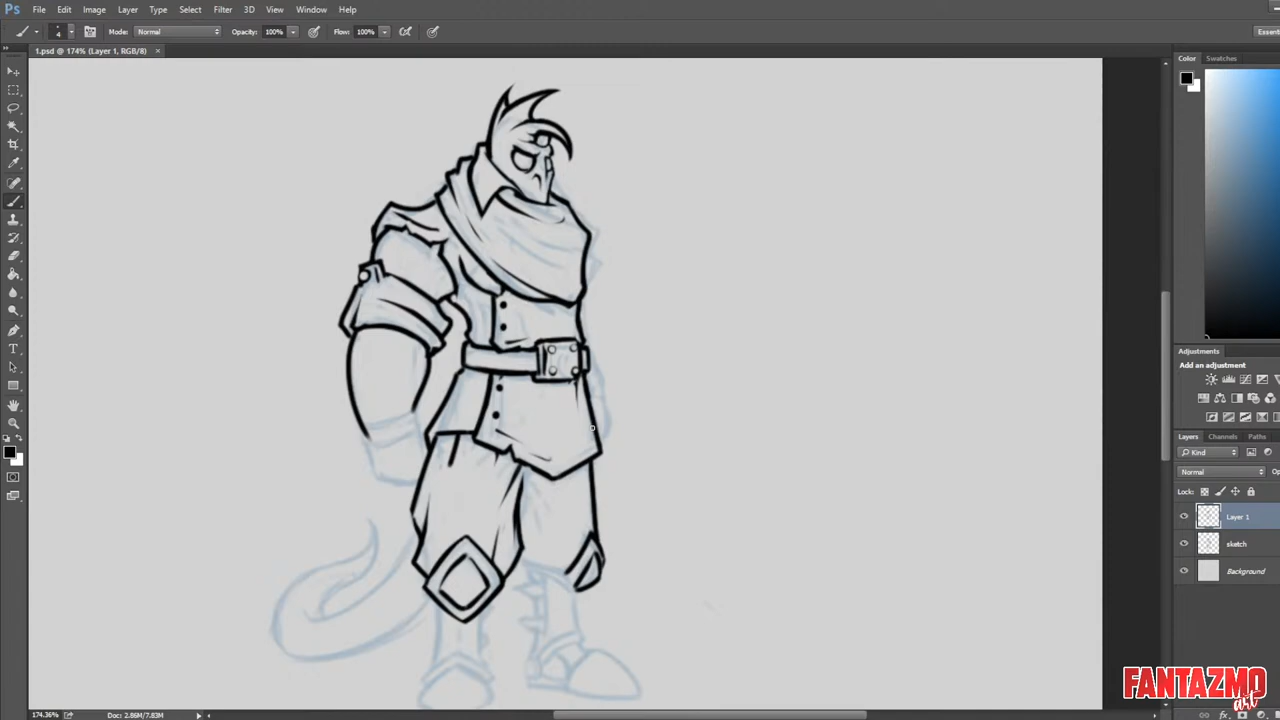 Ps File Edit Image Layer Type Select Filter 3D View Window Help
4 Mode: Normal Opacity: 100% Flow: 100%
1.psd @ 174% (Layer 1, RGB/8) ×
Color Swatches
Adjustments
Add an adjustment
Layers Channels Paths
Kind
Normal
Lock:
Layer 1
sketch
Background
174.36% Doc: 2.86M/7.83M
FANTAZMO
art
fx